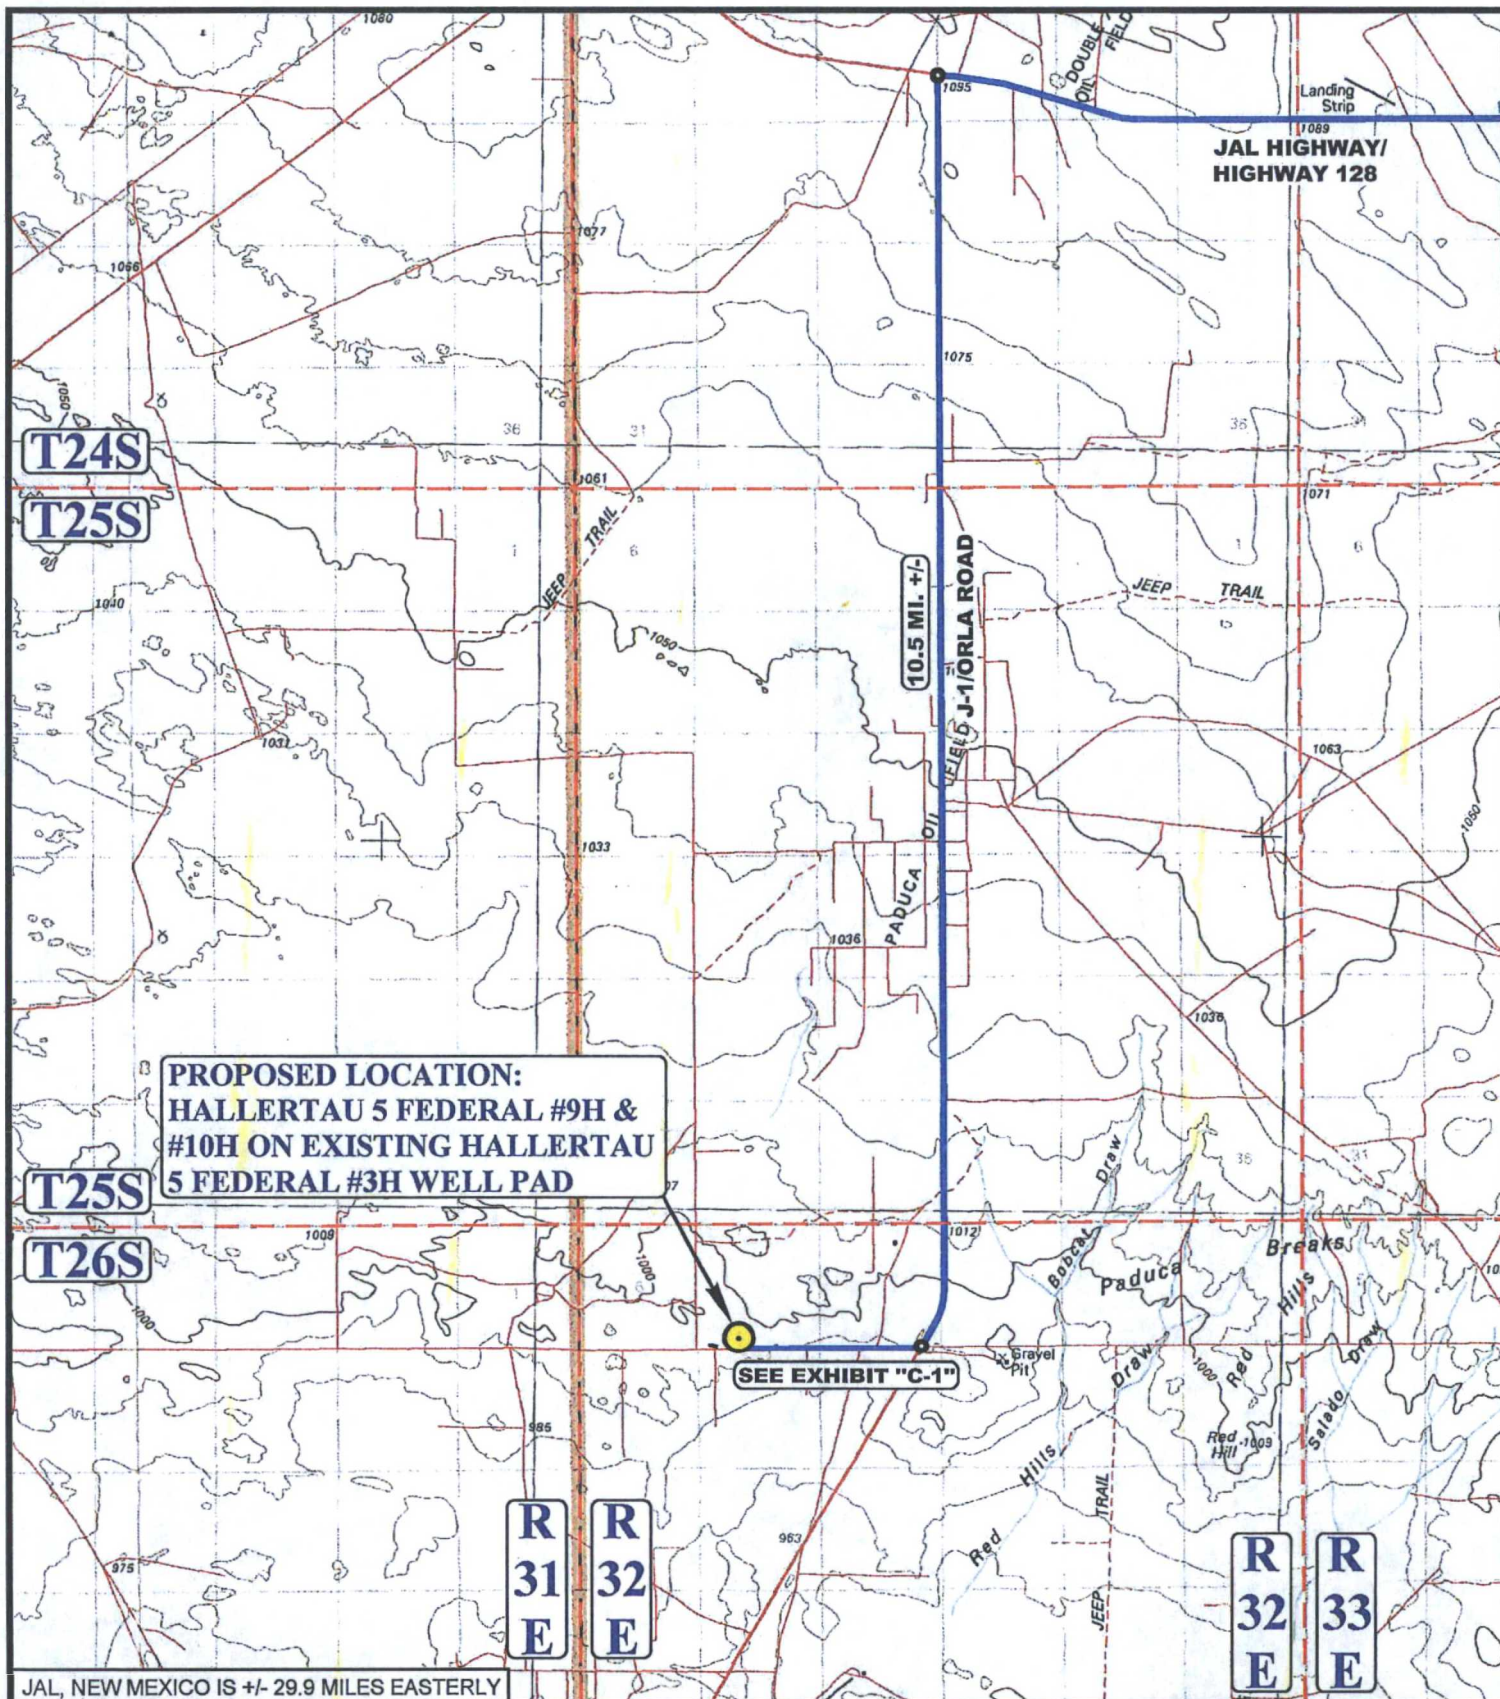 1080
DOUBLE
OIL
FIELD
1095
Landing
Strip
1089
JAL HIGHWAY/
HIGHWAY 128
1077
1066
1075
1050
36
31
36
31
T24S
T25S
1061
1071
JEEP TRAIL
1
6
1
6
JEEP TRAIL
1040
10.5 MI. +/-
J-1/ORLA ROAD
1050
1031
1063
1050
PADUCA OIL FIELD
1033
1036
1036
PROPOSED LOCATION:
HALLERTAU 5 FEDERAL #9H &
#10H ON EXISTING HALLERTAU
5 FEDERAL #3H WELL PAD
36
31
T25S
T26S
1009
1000
1000
6
1
1012
Bobcat Draw
Paduca Breaks
SEE EXHIBIT "C-1"
Gravel
Pit
Red Hills Draw
1000
Red Hills
Salado Draw
Red
Hill
1009
985
963
975
JEEP TRAIL
R
31
E
R
32
E
R
32
E
R
33
E
JAL, NEW MEXICO IS +/- 29.9 MILES EASTERLY